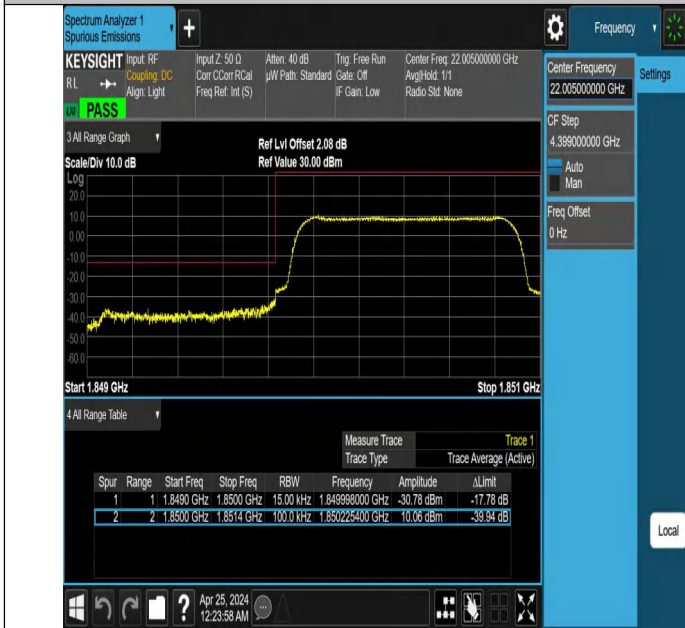 Spectrum Analyzer 1
Spurious Emissions
Frequency
KEYSIGHT
RL
LXI
PASS
Input: RF
Coupling: DC
Align: Light
Input Z: 50 Ω
Corr CCorr RCal
Freq Ref: Int (S)
Atten: 40 dB
µW Path: Standard
Trig: Free Run
Gate: Off
IF Gain: Low
Center Freq: 22.005000000 GHz
Avg|Hold: 1/1
Radio Std: None
Center Frequency
22.005000000 GHz
Settings
CF Step
4.399000000 GHz
Auto
Man
Freq Offset
0 Hz
3 All Range Graph
Scale/Div 10.0 dB
Ref Lvl Offset 2.08 dB
Ref Value 30.00 dBm
Log
20.0
10.0
0.00
-10.0
-20.0
-30.0
-40.0
-50.0
-60.0
Start 1.849 GHz
Stop 1.851 GHz
4 All Range Table
Measure Trace Trace 1
Trace Type Trace Average (Active)
Spur Range Start Freq Stop Freq RBW Frequency Amplitude ΔLimit
1 1 1.8490 GHz 1.8500 GHz 15.00 kHz 1.849998000 GHz -30.78 dBm -17.78 dB
2 2 1.8500 GHz 1.8514 GHz 100.0 kHz 1.850225400 GHz 10.06 dBm -39.94 dB
Local
?
Apr 25, 2024
12:23:58 AM